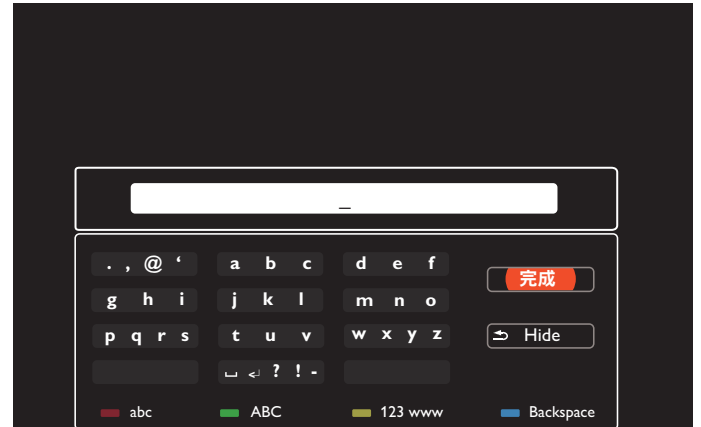 _
. , @ ‘ a b c d e f
完成
g h i j k l m n o
p q r s t u v w x y z
Hide
␣ ↵ ? ! -
abc ABC 123 www Backspace